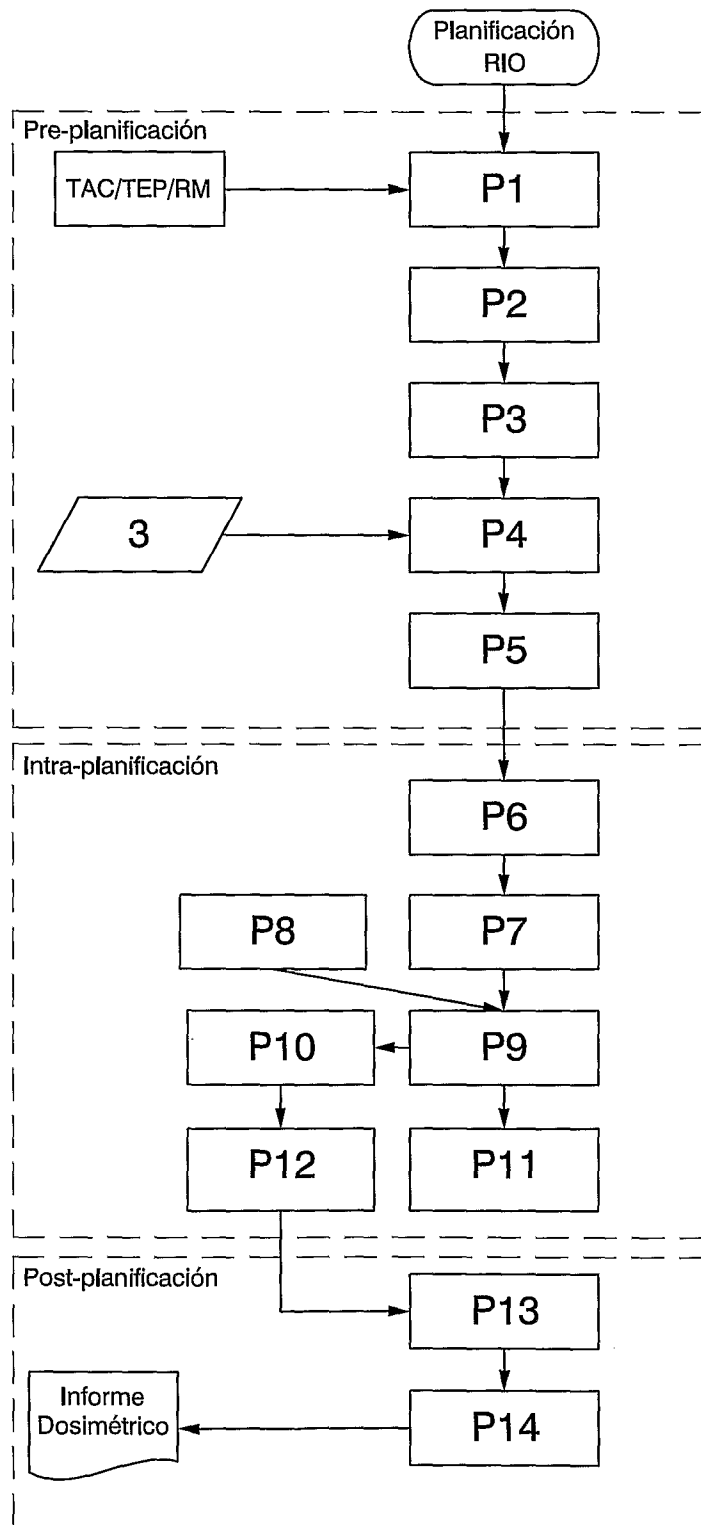 Planificación
RIO
Pre-planificación
TAC/TEP/RM
P1
P2
P3
3
P4
P5
Intra-planificación
P6
P8
P7
P10
P9
P12
P11
Post-planificación
P13
Informe
Dosimétrico
P14